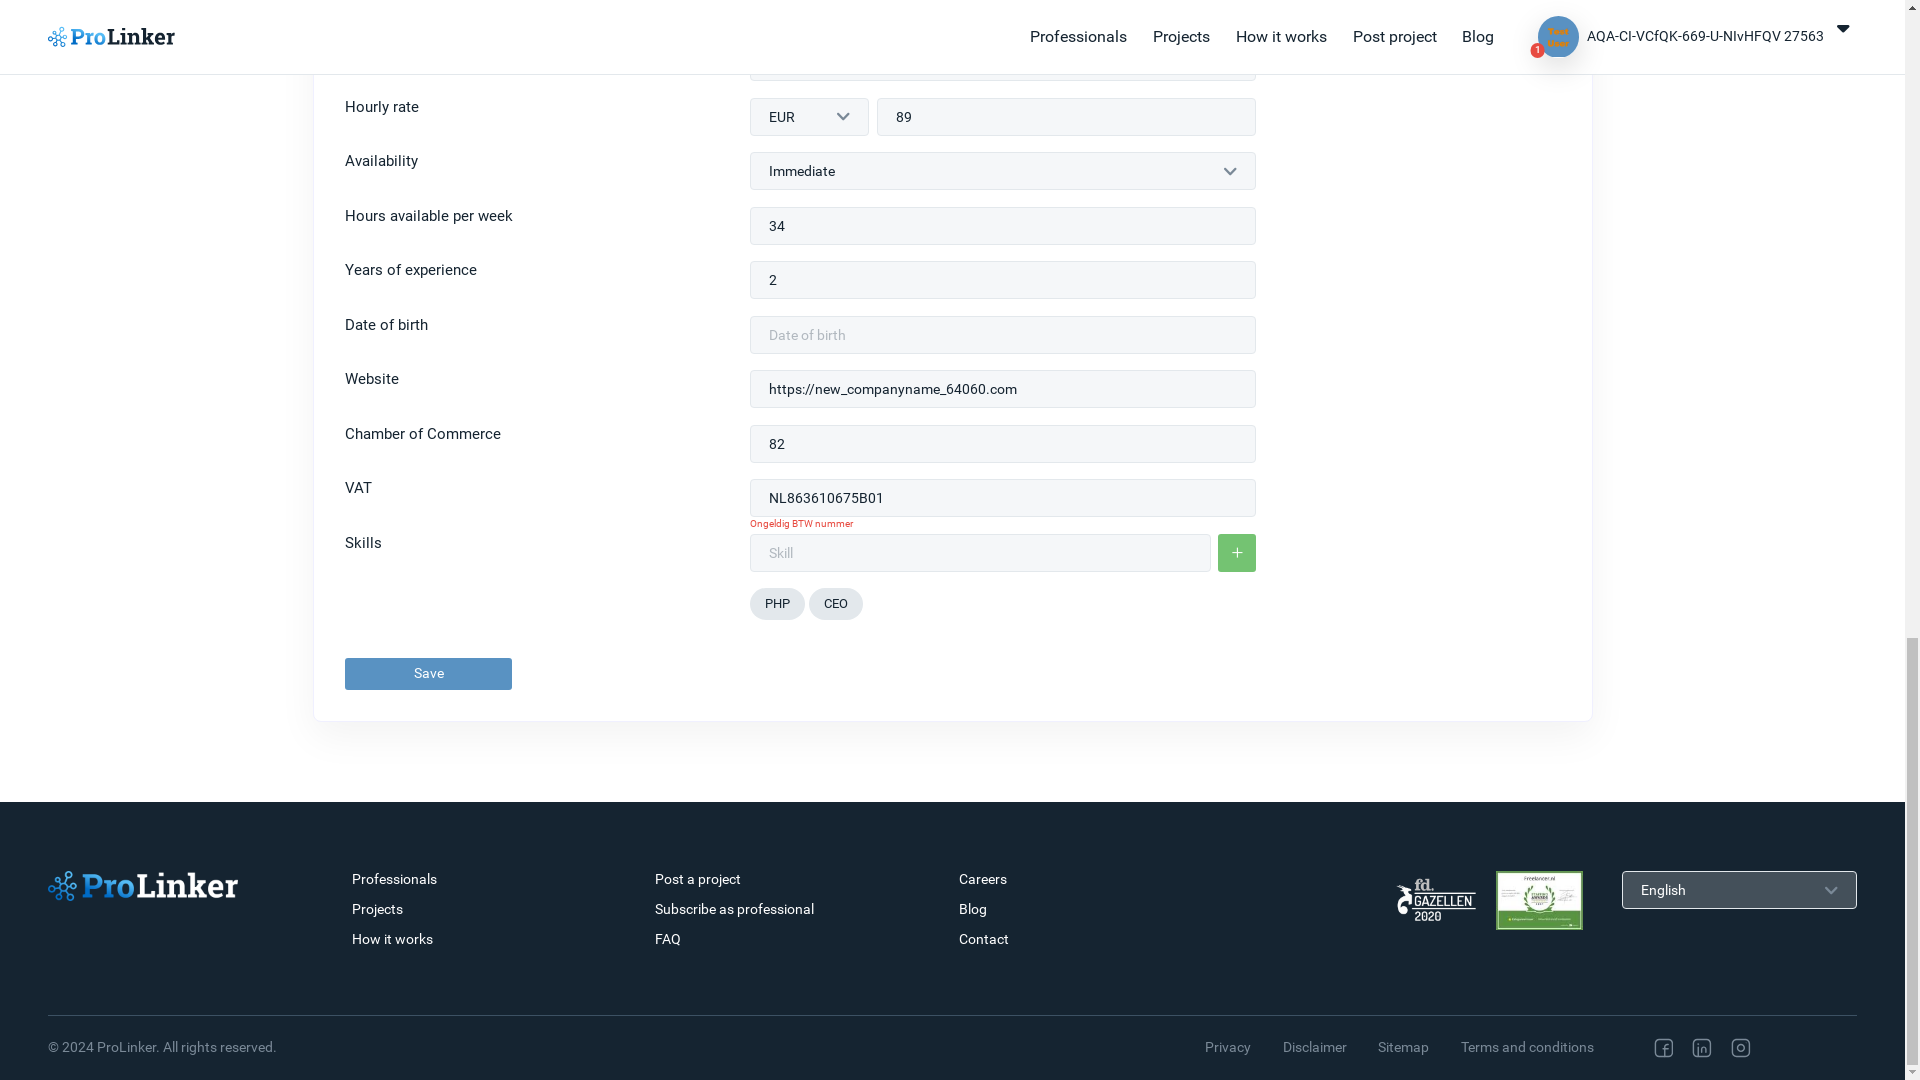 ProLinker
Professionals
Projects
How it works
Post project
Blog
1
AQA-CI-VCfQK-669-U-NIvHFQV 27563
Hourly rate
EUR
89
Availability
Immediate
Hours available per week
34
Years of experience
2
Date of birth
Date of birth
Website
https://new_companyname_64060.com
Chamber of Commerce
82
VAT
NL863610675B01
Ongeldig BTW nummer
Skills
Skill
PHP
CEO
Save
ProLinker
Professionals
Projects
How it works
Post a project
Subscribe as professional
FAQ
Careers
Blog
Contact
fd.
GAZELLEN
2020
Freelancer.nl
English
© 2024 ProLinker. All rights reserved.
Privacy
Disclaimer
Sitemap
Terms and conditions